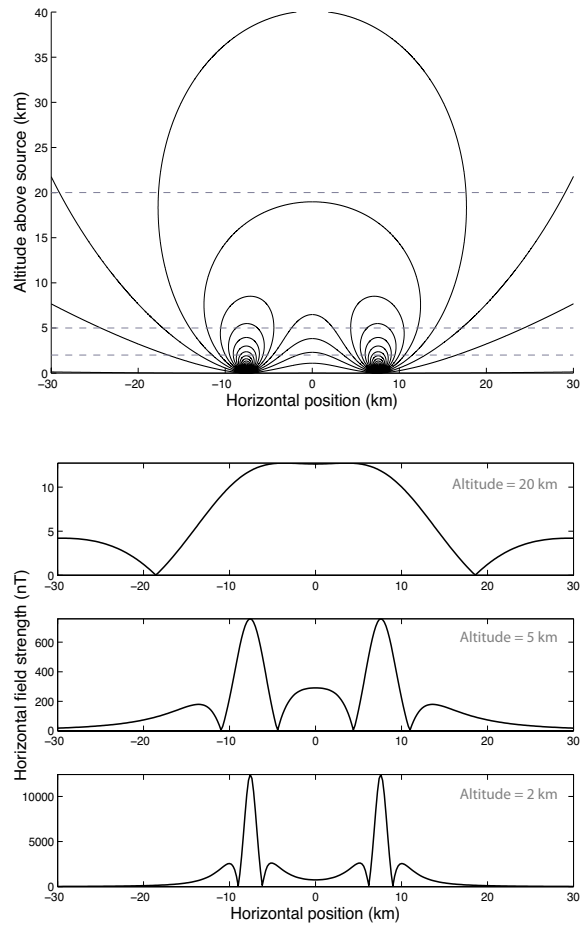 40
35
30
25
20
15
10
5
0
Altitude above source (km)
−30 −20 −10 0 10 20 30
Horizontal position (km)
Horizontal field strength (nT)
10
5
0
Altitude = 20 km
−30 −20 −10 0 10 20 30
600
400
200
0
Altitude = 5 km
−30 −20 −10 0 10 20 30
10000
5000
0
Altitude = 2 km
−30 −20 −10 0 10 20 30
Horizontal position (km)